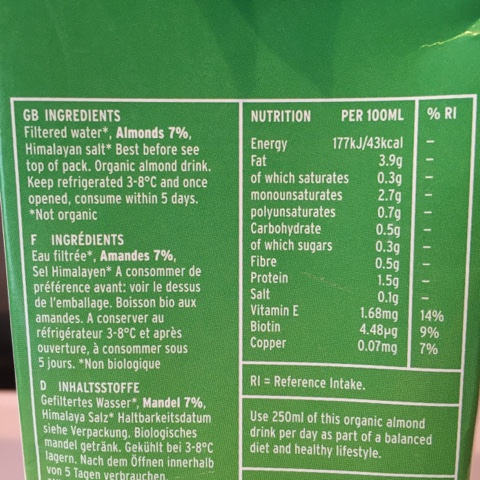 GB INGREDIENTS
Filtered water*, Almonds 7%,
Himalayan salt* Best before see
top of pack. Organic almond drink.
Keep refrigerated 3-8°C and once
opened, consume within 5 days.
*Not organic
F INGRÉDIENTS
Eau filtrée*, Amandes 7%,
Sel Himalayen* A consommer de
préférence avant: voir le dessus
de l'emballage. Boisson bio aux
amandes. A conserver au
réfrigérateur 3-8°C et après
ouverture, à consommer sous
5 jours. *Non biologique
D INHALTSSTOFFE
Gefiltertes Wasser*, Mandel 7%,
Himalaya Salz* Haltbarkeitsdatum
siehe Verpackung. Biologisches
mandel getränk. Gekühlt bei 3-8°C
lagern. Nach dem Öffnen innerhalb
von 5 Tagen verbrauchen.
NUTRITION PER 100ML % RI
Energy 177kJ/43kcal –
Fat 3.9g –
of which saturates 0.3g –
monounsaturates 2.7g –
polyunsaturates 0.7g –
Carbohydrate 0.5g –
of which sugars 0.3g –
Fibre 0.5g –
Protein 1.5g –
Salt 0.1g –
Vitamin E 1.68mg 14%
Biotin 4.48µg 9%
Copper 0.07mg 7%
RI = Reference Intake.
Use 250ml of this organic almond
drink per day as part of a balanced
diet and healthy lifestyle.